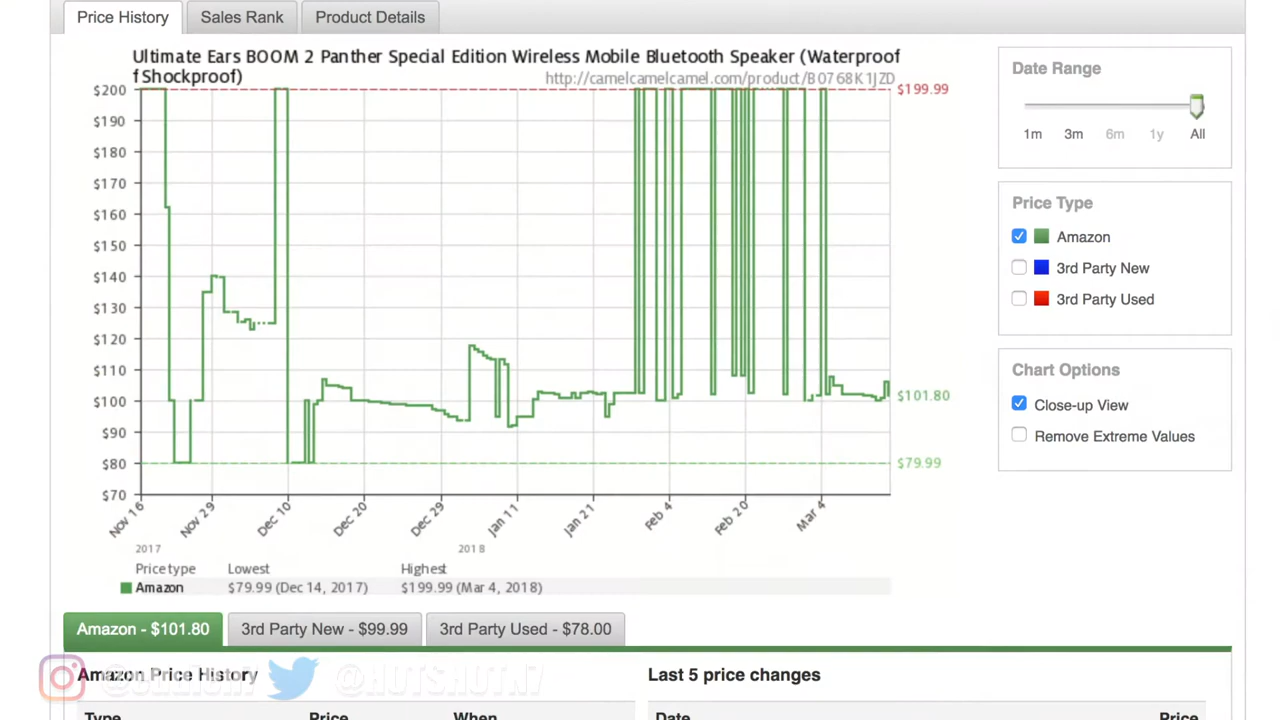 Price History
Sales Rank
Product Details
Ultimate Ears BOOM 2 Panther Special Edition Wireless Mobile Bluetooth Speaker (Waterproof
f Shockproof)
http://camelcamelcamel.com/product/B0768K1JZD
$200
$190
$180
$170
$160
$150
$140
$130
$120
$110
$100
$90
$80
$70
$199.99
$101.80
$79.99
Nov 16
Nov 29
Dec 10
Dec 20
Dec 29
Jan 11
Jan 21
Feb 4
Feb 20
Mar 4
2017
2018
Price type Lowest Highest
Amazon $79.99 (Dec 14, 2017) $199.99 (Mar 4, 2018)
Date Range
1m 3m 6m 1y All
Price Type
Amazon
3rd Party New
3rd Party Used
Chart Options
Close-up View
Remove Extreme Values
Amazon - $101.80
3rd Party New - $99.99
3rd Party Used - $78.00
Amazon Price History
Last 5 price changes
@HUTSHUTN7
Type Price When
Date Price